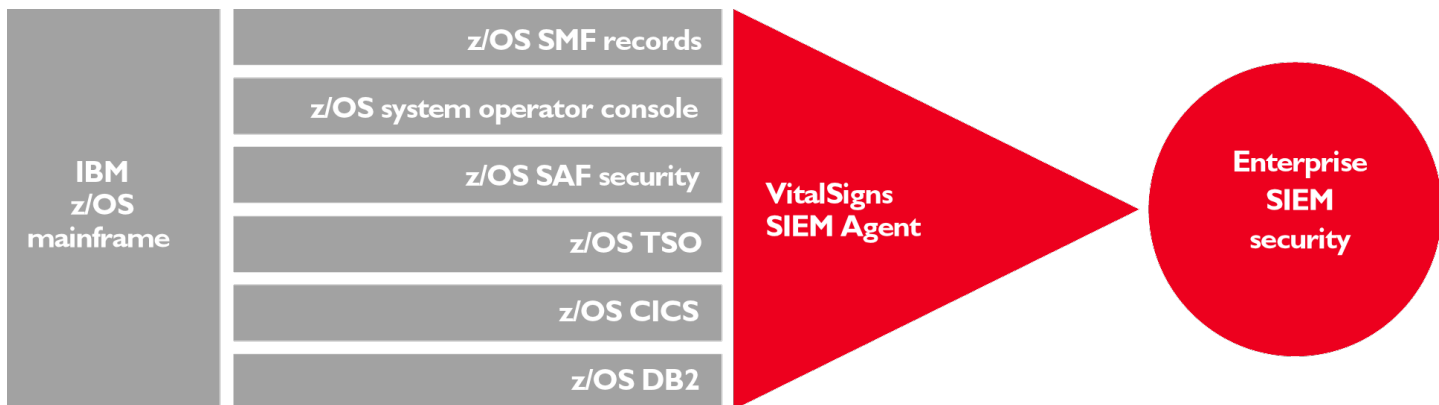 IBM
z/OS
mainframe
z/OS SMF records
z/OS system operator console
z/OS SAF security
z/OS TSO
z/OS CICS
z/OS DB2
VitalSigns
SIEM Agent
Enterprise
SIEM
security